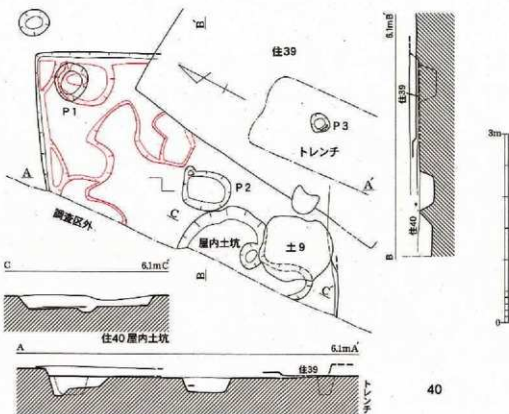 B'
住39
P1
P3
トレンチ
A
P2
A'
調査区外
C
屋内土坑
土9
B
C'
C
6.1mC'
住40 屋内土坑
A
6.1mA'
住39
トレンチ
40
6.1mB'
住39
住40
B
3m
0